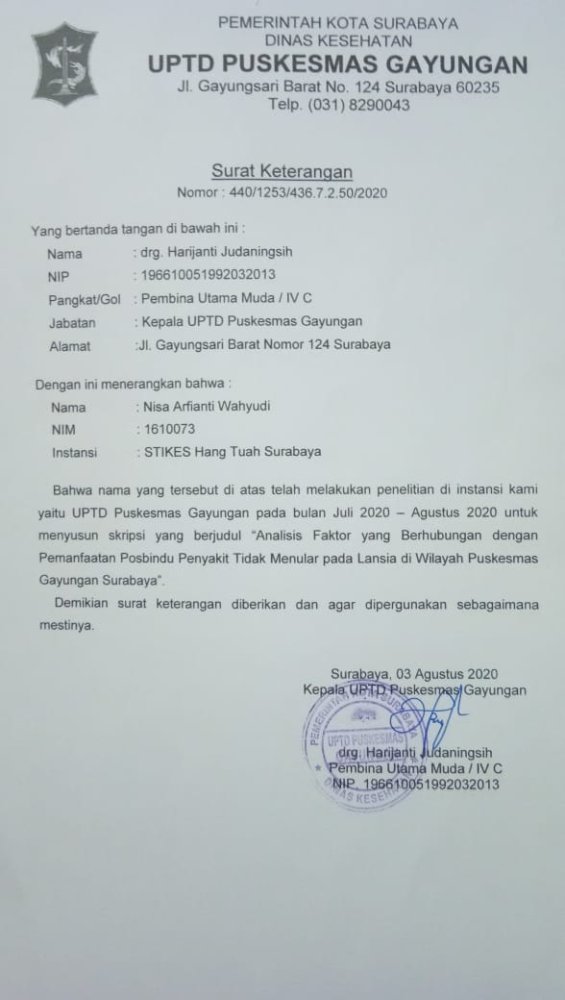 PEMERINTAH KOTA SURABAYA
DINAS KESEHATAN
UPTD PUSKESMAS GAYUNGAN
Jl. Gayungsari Barat No. 124 Surabaya 60235
Telp. (031) 8290043
Surat Keterangan
Nomor : 440/1253/436.7.2.50/2020
Yang bertanda tangan di bawah ini :
Nama : drg. Harijanti Judaningsih
NIP : 196610051992032013
Pangkat/Gol : Pembina Utama Muda / IV C
Jabatan : Kepala UPTD Puskesmas Gayungan
Alamat :Jl. Gayungsari Barat Nomor 124 Surabaya
Dengan ini menerangkan bahwa :
Nama : Nisa Arfianti Wahyudi
NIM : 1610073
Instansi : STIKES Hang Tuah Surabaya
Bahwa nama yang tersebut di atas telah melakukan penelitian di instansi kami
yaitu UPTD Puskesmas Gayungan pada bulan Juli 2020 – Agustus 2020 untuk
menyusun skripsi yang berjudul “Analisis Faktor yang Berhubungan dengan
Pemanfaatan Posbindu Penyakit Tidak Menular pada Lansia di Wilayah Puskesmas
Gayungan Surabaya”.
Demikian surat keterangan diberikan dan agar dipergunakan sebagaimana
mestinya.
Surabaya, 03 Agustus 2020
Kepala UPTD Puskesmas Gayungan
PEMERINTAH KOTA SURABAYA
UPTD PUSKESMAS
DINAS KESEHATAN
drg. Harijanti Judaningsih
Pembina Utama Muda / IV C
NIP. 196610051992032013